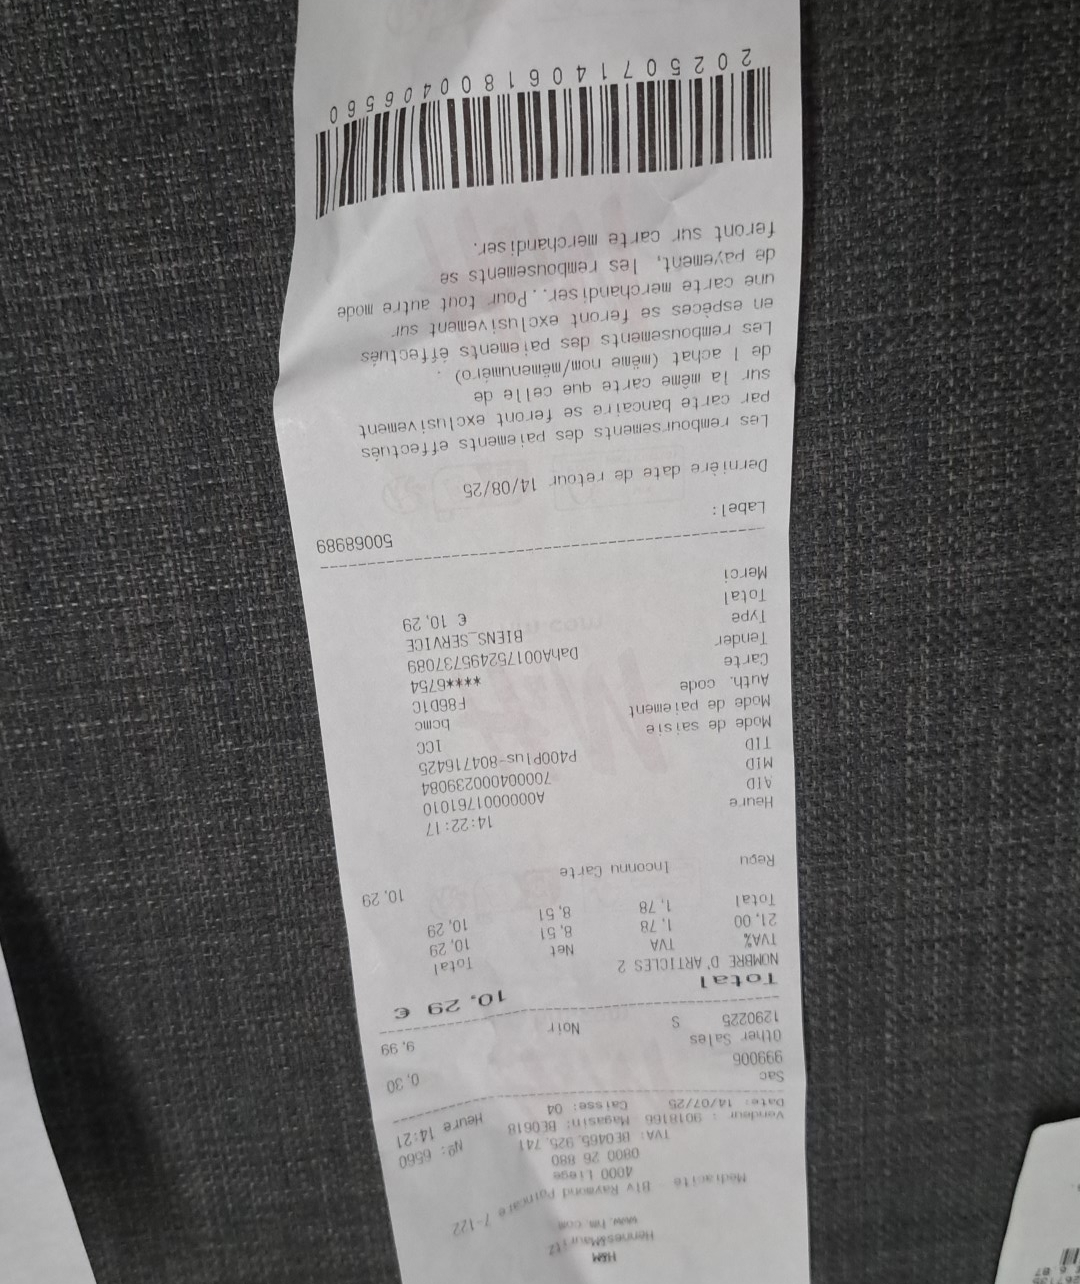 H&M
Hennes&Mauritz
www.hm.com
Médiacité Blv Raymond Poincaré 7-122
4000 Liège
0800 26 880
TVA: BE0465.925.741
Vendeur : 9018166 Magasin: BE0618 Nº: 6560
Date: 14/07/25 Caisse: 04 Heure 14:21
Sac
999006 0,30
Other Sales
1290225 S Noir 9,99
Total 10,29 €
NOMBRE D'ARTICLES 2
TVA% TVA Net Total
21,00 1,78 8,51 10,29
Total 1,78 8,51 10,29
Reçu Inconnu Carte 10,29
Heure 14:22:17
AID A0000001761010
MID 700040000239084
TID P400Plus-804716425
Mode de saisie ICC
Mode de paiement bcmc
Auth. code F86D1C
Carte ****6754
Tender DahA001752495737089
Type BIENS_SERVICE
Total € 10,29
Merci
Label: 50068989
Dernière date de retour 14/08/25
Les remboursements des paiements effectués
par carte bancaire se feront exclusivement
sur la même carte que celle de
de l achat (même nom/mêmenuméro) .
Les remboursements des paiements éffectués
en espèces se feront exclusivement sur
une carte merchandiser.. Pour tout autre mode
de payement, les remboursements se
feront sur carte merchandiser.
2025071406180040656​0